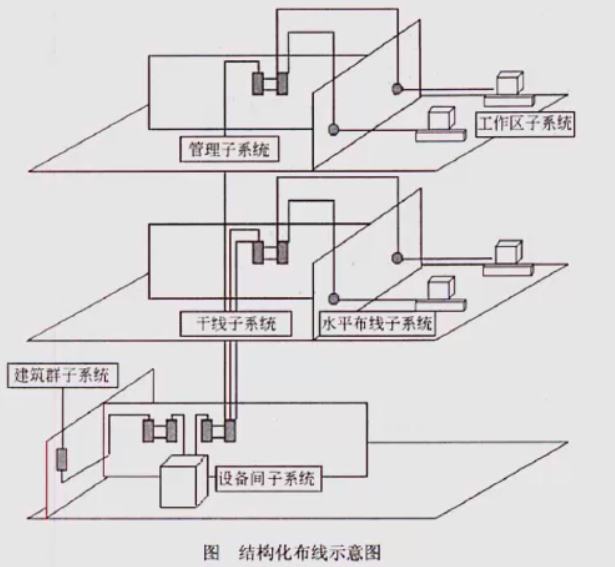 工作区子系统
管理子系统
干线子系统
水平布线子系统
建筑群子系统
设备间子系统
图 结构化布线示意图